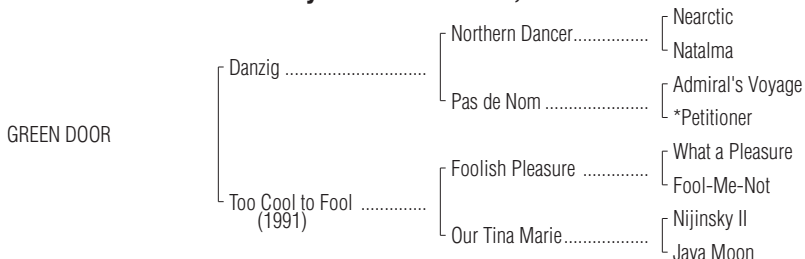 Nearctic
Northern Dancer................
Natalma
Danzig .............................
Admiral's Voyage
Pas de Nom .....................
*Petitioner
GREEN DOOR
What a Pleasure
Foolish Pleasure ..............
Fool-Me-Not
Too Cool to Fool ..............
(1991)
Nijinsky II
Our Tina Marie..................
Java Moon